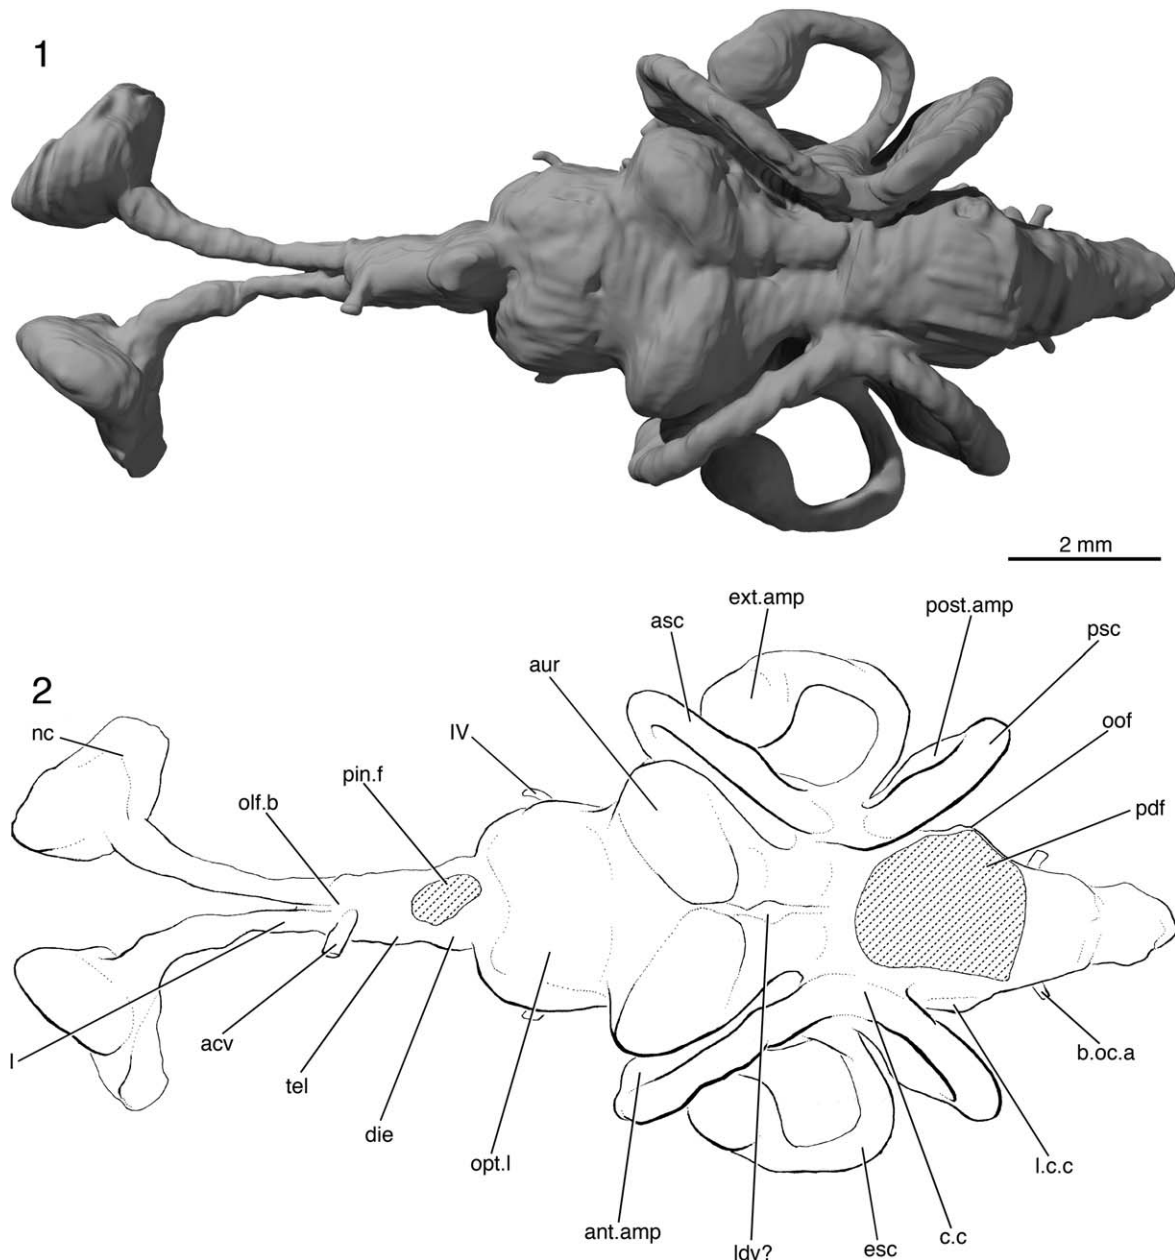 1
2 mm
2
ext.amp
post.amp
asc
psc
aur
oof
IV
nc
pin.f
pdf
olf.b
I
acv
tel
die
opt.l
b.oc.a
l.c.c
c.c
ant.amp
ldv?
esc